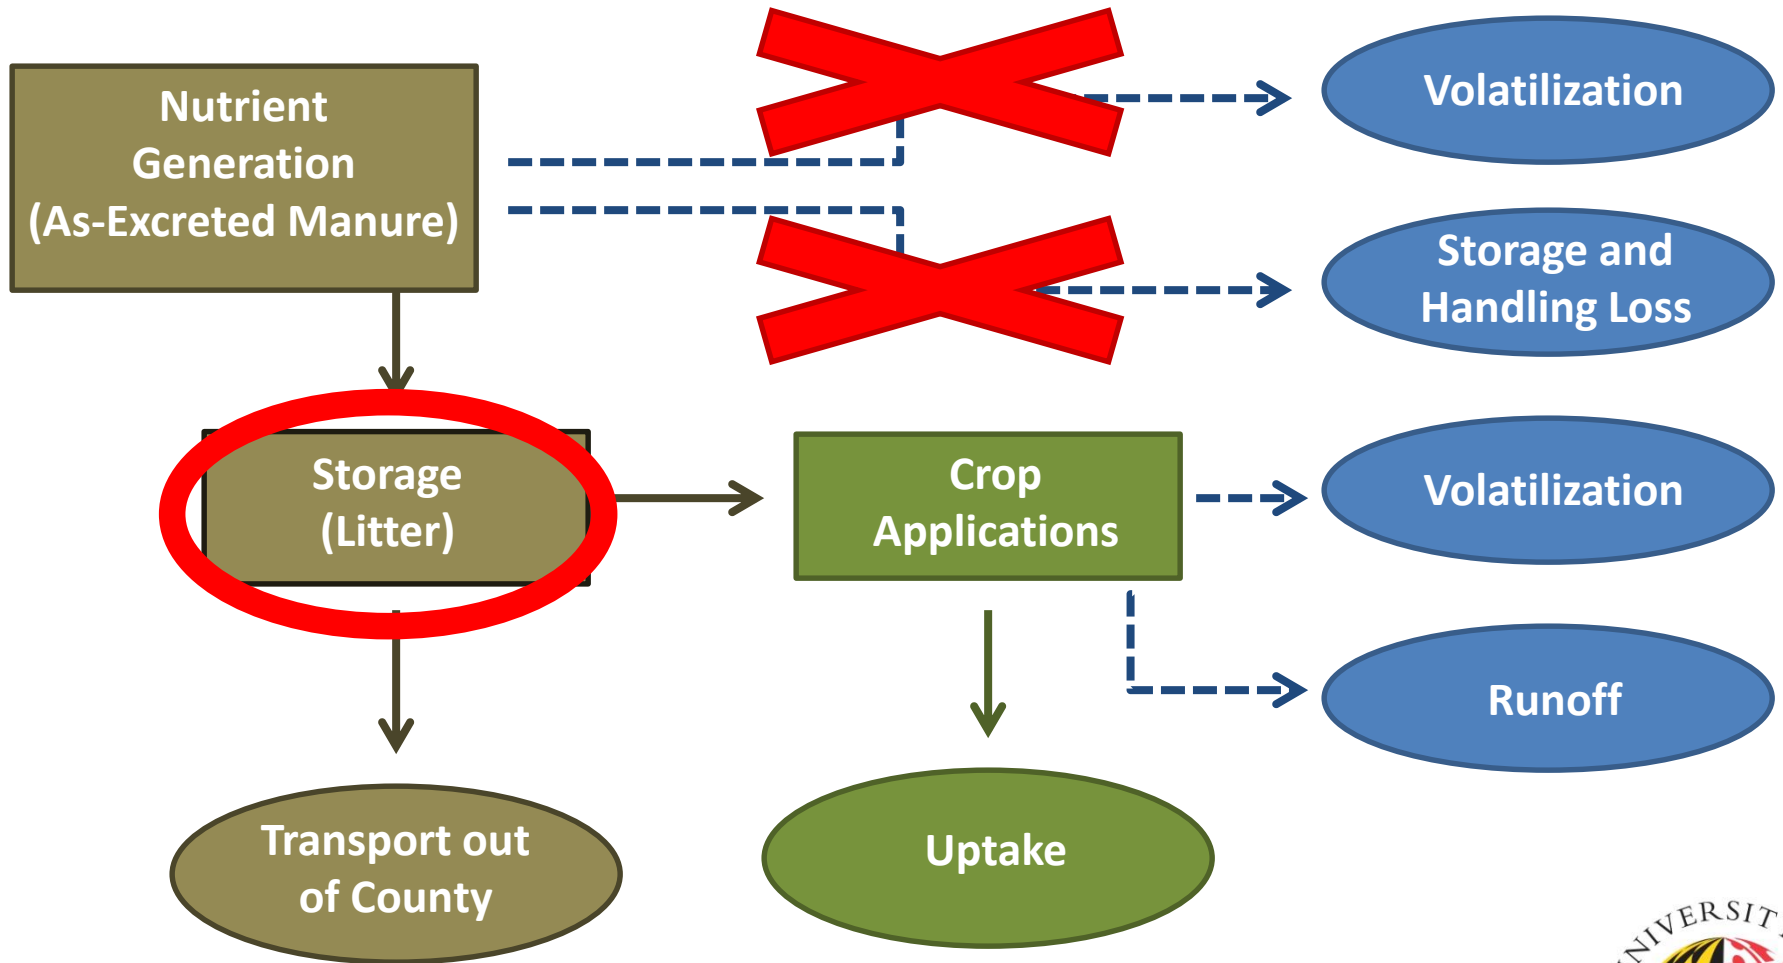 Nutrient
Generation
(As-Excreted Manure)
Volatilization
Storage and
Handling Loss
Storage
(Litter)
Crop
Applications
Volatilization
Runoff
Transport out
of County
Uptake